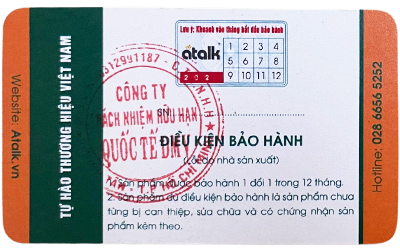 Lưu ý: Khoanh vào tháng bắt đầu bảo hành
atalk
202
1 2 3 4
5 6 7 8
9 10 11 12
TỰ HÀO THƯƠNG HIỆU VIỆT NAM
Website: Atalk.vn
Hotline: 028 6656 5252
0312991187 - C.T.T.N.H.H
CÔNG TY
TRÁCH NHIỆM HỮU HẠN
QUỐC TẾ
SN
ĐIỀU KIỆN BẢO HÀNH
nhà sản xuất)
1. Sản phẩm được bảo hành 1 đổi 1 trong 12 tháng.
2. Sản phẩm đủ điều kiện bảo hành là sản phẩm chưa
từng bị can thiệp, sửa chữa và có chứng nhận sản
phẩm kèm theo.